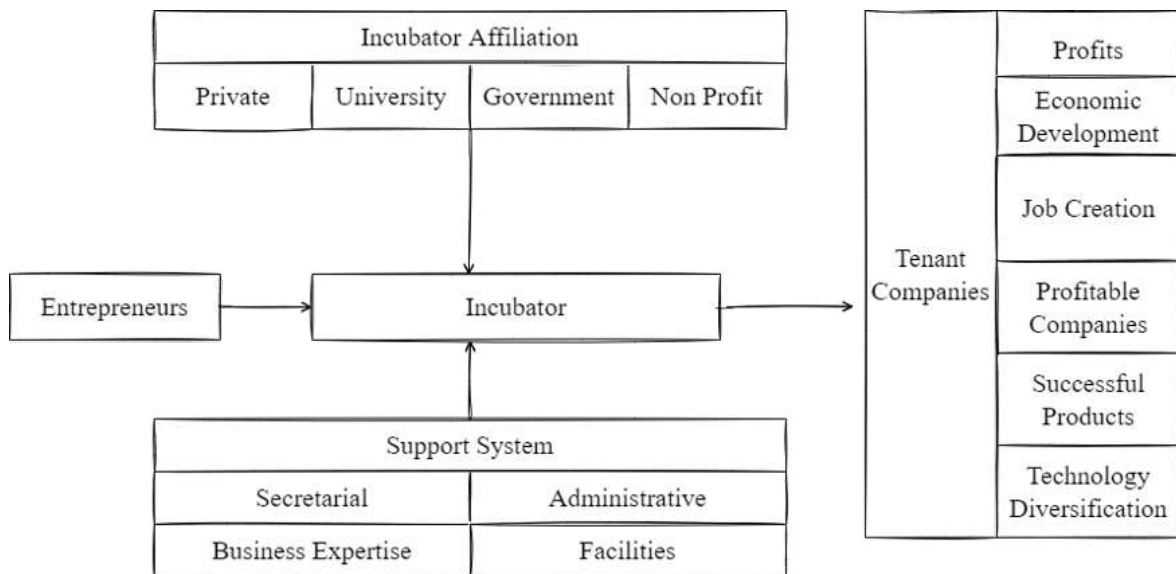 Incubator Affiliation
Private
University
Government
Non Profit
Entrepreneurs
Incubator
Support System
Secretarial
Administrative
Business Expertise
Facilities
Tenant
Companies
Profits
Economic
Development
Job Creation
Profitable
Companies
Successful
Products
Technology
Diversification